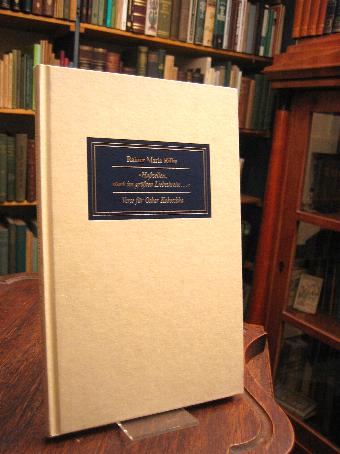 Rainer Maria Rilke
»Haßzellen,
stark im größten Liebeskreise...«
Verse für Oskar Kokoschka